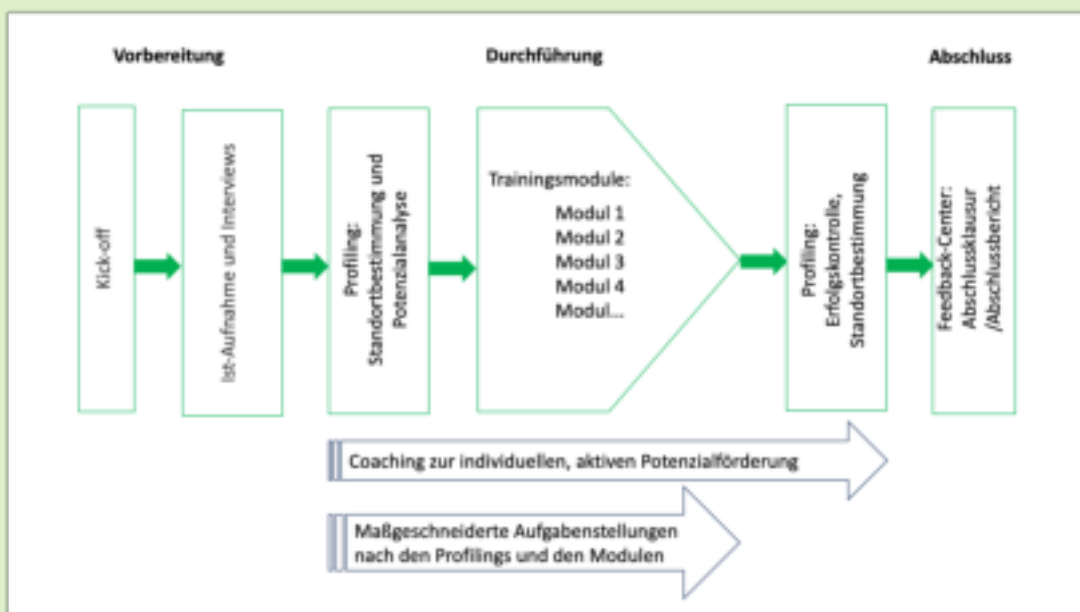 Vorbereitung
Durchführung
Abschluss
Kick-off
Ist-Aufnahme und Interviews
Profiling:
Standortbestimmung und
Potenzialanalyse
Trainingsmodule:
Modul 1
Modul 2
Modul 3
Modul 4
Modul...
Profiling:
Erfolgskontrolle,
Standortbestimmung
Feedback-Center:
Abschlussklausur
/Abschlussbericht
Coaching zur individuellen, aktiven Potenzialförderung
Maßgeschneiderte Aufgabenstellungen
nach den Profilings und den Modulen